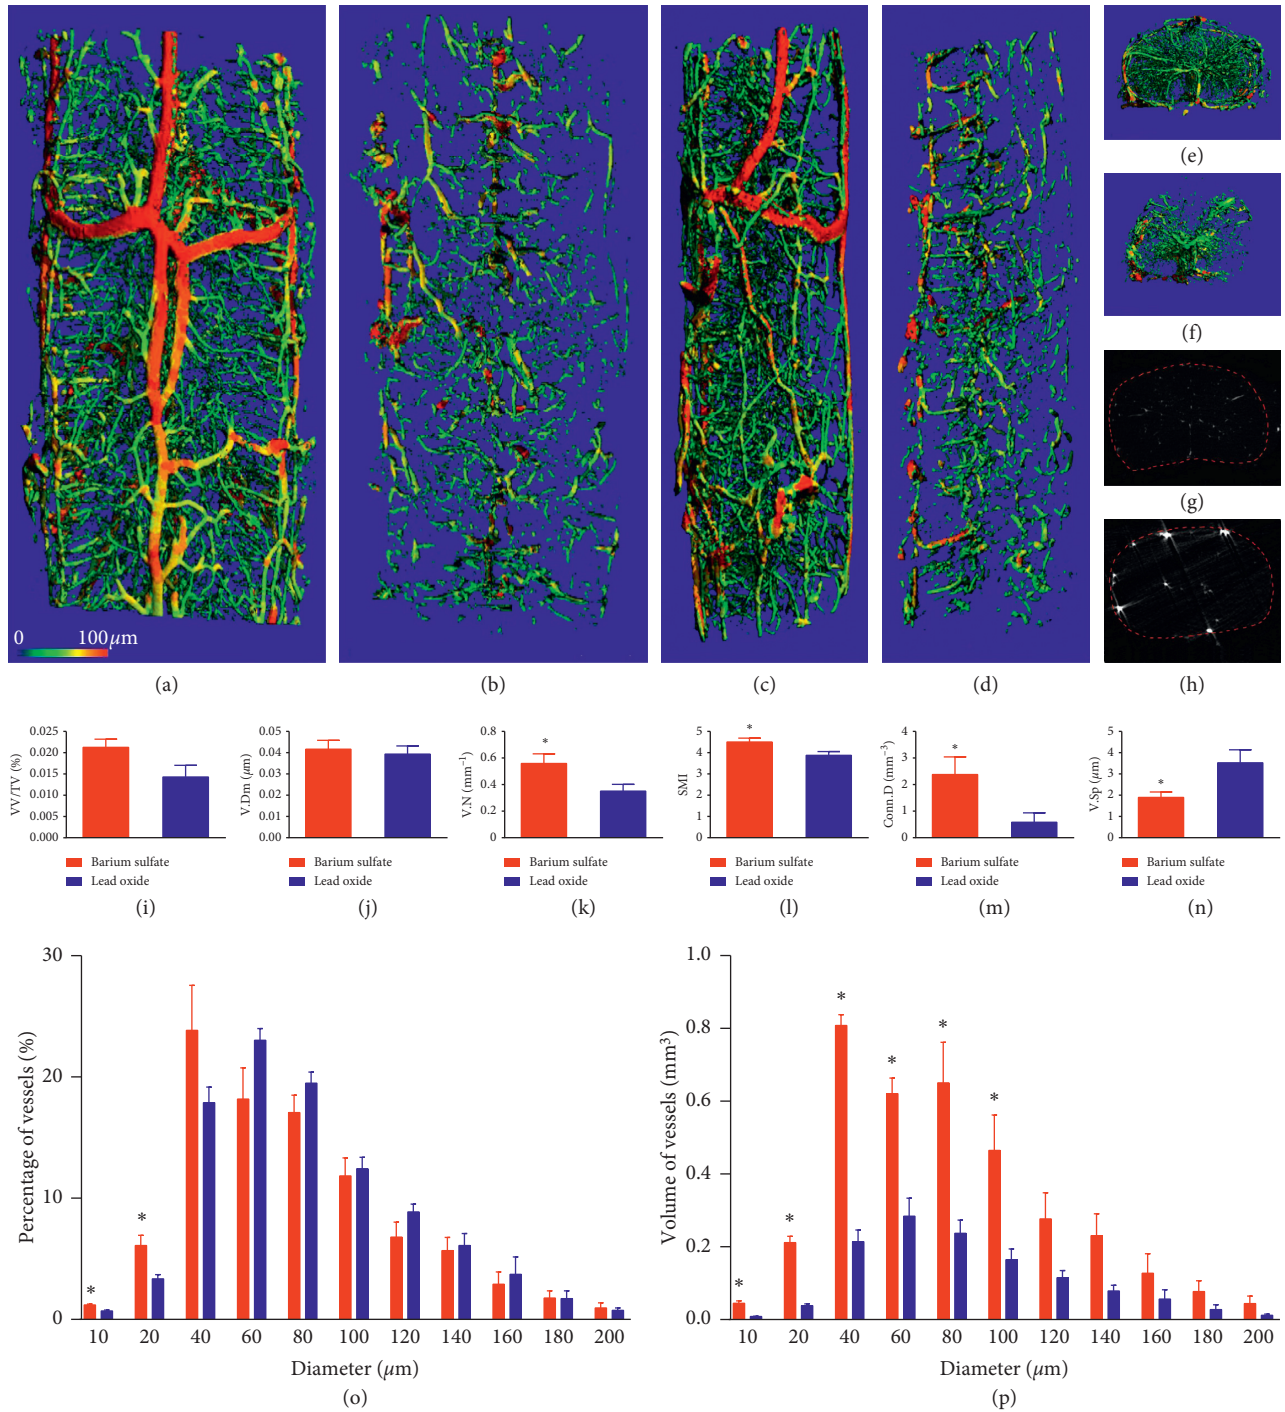 0 100 μm
(a)
(b)
(c)
(d)
(e)
(f)
(g)
(h)
VV/TV (%)
0.025
0.020
0.015
0.010
0.005
0.000
Barium sulfate
Lead oxide
(i)
V.Dm (μm)
0.05
0.04
0.03
0.02
0.01
0.00
Barium sulfate
Lead oxide
(j)
V.N (mm⁻¹)
0.8
0.6
0.4
0.2
0
*
Barium sulfate
Lead oxide
(k)
SMI
5
4
3
2
1
0
*
Barium sulfate
Lead oxide
(l)
Conn.D (mm⁻³)
4
3
2
1
0
*
Barium sulfate
Lead oxide
(m)
V.Sp (μm)
5
4
3
2
1
0
*
Barium sulfate
Lead oxide
(n)
Percentage of vessels (%)
30
20
10
0
* *
10 20 40 60 80 100 120 140 160 180 200
Diameter (μm)
(o)
Volume of vessels (mm³)
1.0
0.8
0.6
0.4
0.2
0.0
* * * * * *
10 20 40 60 80 100 120 140 160 180 200
Diameter (μm)
(p)